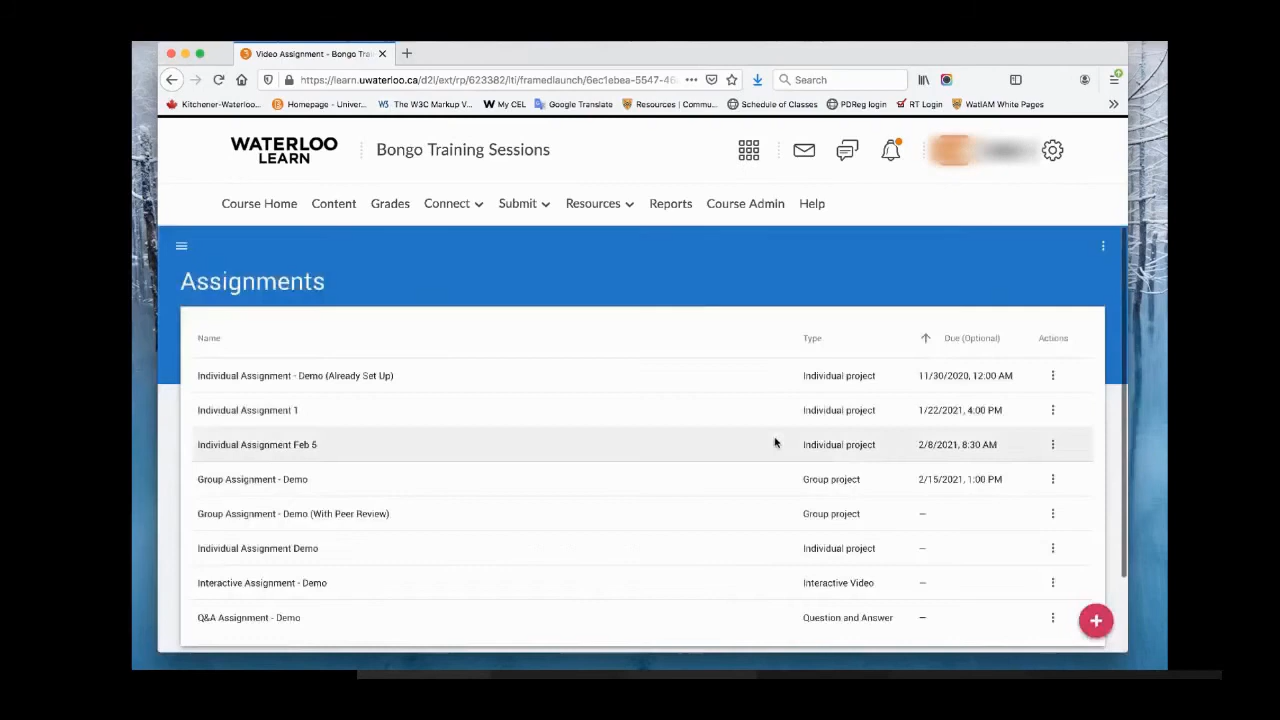 Video Assignment - Bongo Trai
https://learn.uwaterloo.ca/d2l/ext/rp/623382/lti/framedlaunch/6ec1ebea-5547-46 Search
Kitchener-Waterloo... Homepage - Univer... The W3C Markup V... My CEL Google Translate Resources | Commu... Schedule of Classes PDReg login RT Login WatIAM White Pages
WATERLOO
LEARN
Bongo Training Sessions
Course Home Content Grades Connect Submit Resources Reports Course Admin Help
Assignments
Name Type Due (Optional) Actions
Individual Assignment - Demo (Already Set Up) Individual project 11/30/2020, 12:00 AM
Individual Assignment 1 Individual project 1/22/2021, 4:00 PM
Individual Assignment Feb 5 Individual project 2/8/2021, 8:30 AM
Group Assignment - Demo Group project 2/15/2021, 1:00 PM
Group Assignment - Demo (With Peer Review) Group project –
Individual Assignment Demo Individual project –
Interactive Assignment - Demo Interactive Video –
Q&A Assignment - Demo Question and Answer –